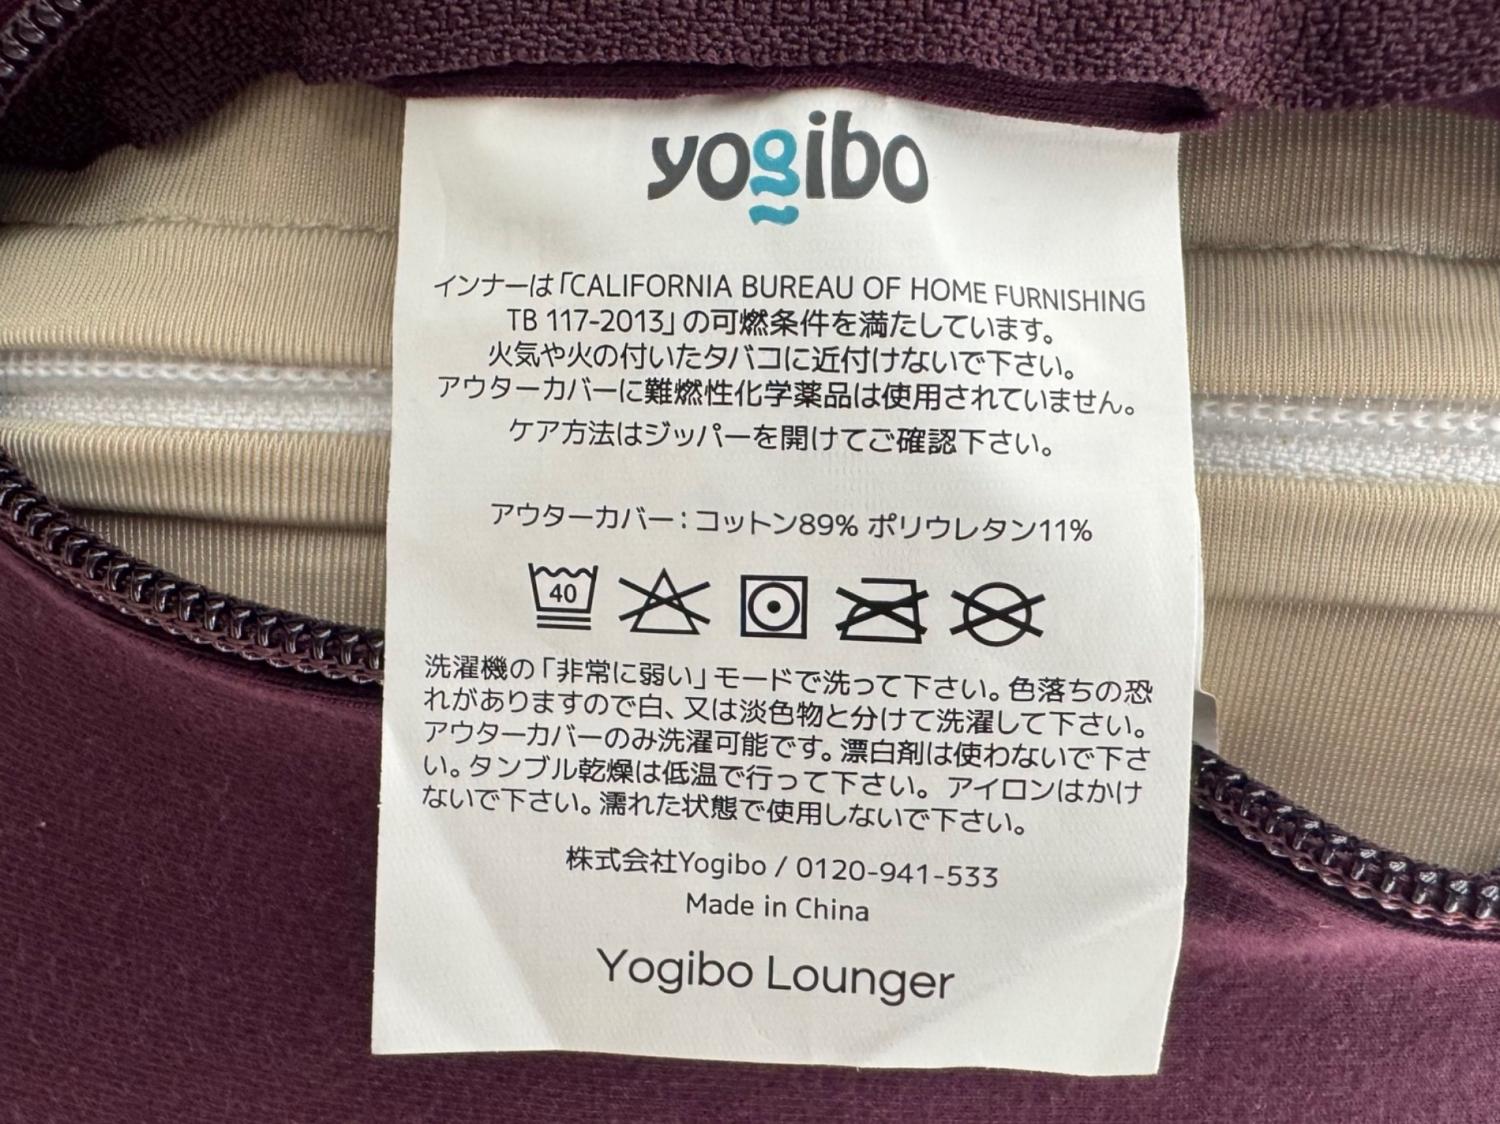 yogibo
インナーは「CALIFORNIA BUREAU OF HOME FURNISHING
TB 117-2013」の可燃条件を満たしています。
火気や火の付いたタバコに近付けないで下さい。
アウターカバーに難燃性化学薬品は使用されていません。
ケア方法はジッパーを開けてご確認下さい。
アウターカバー：コットン89% ポリウレタン11%
40
洗濯機の「非常に弱い」モードで洗って下さい。色落ちの恐
れがありますので白、又は淡色物と分けて洗濯して下さい。
アウターカバーのみ洗濯可能です。漂白剤は使わないで下さ
い。タンブル乾燥は低温で行って下さい。アイロンはかけ
ないで下さい。濡れた状態で使用しないで下さい。
株式会社Yogibo / 0120-941-533
Made in China
Yogibo Lounger